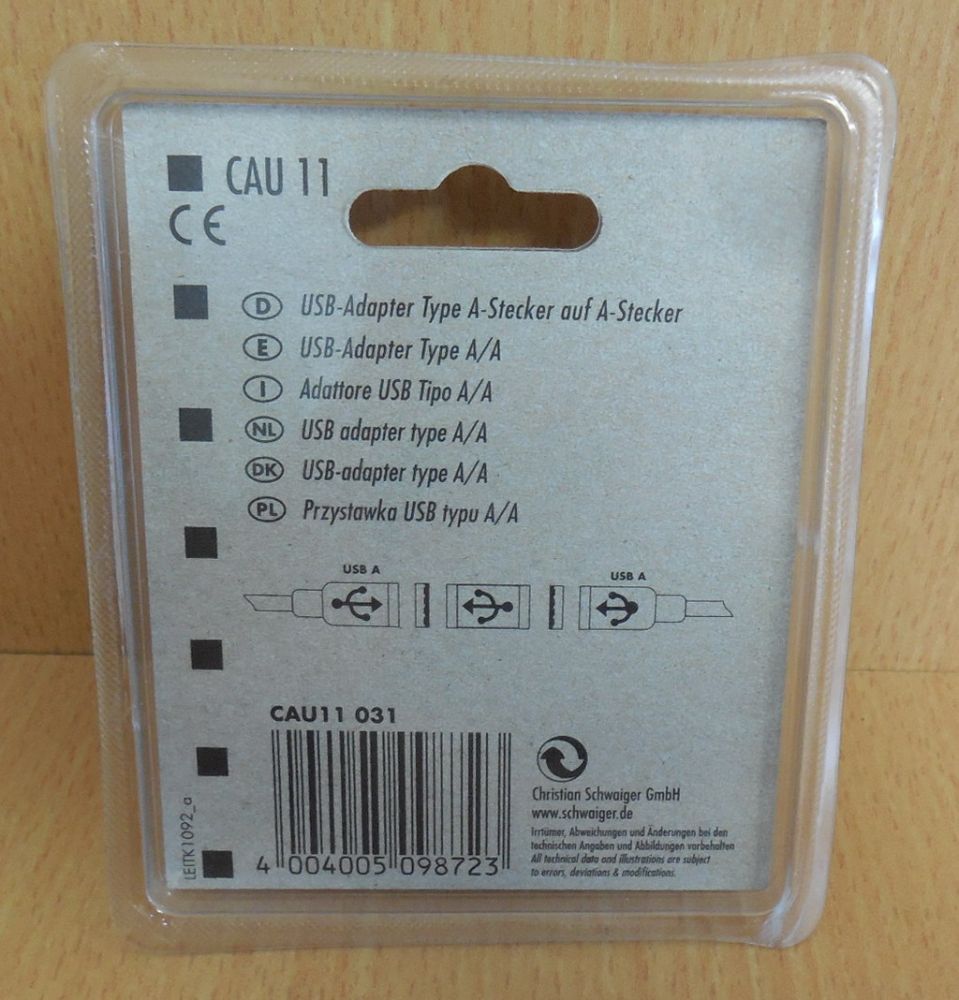 CAU 11
CE
D USB-Adapter Type A-Stecker auf A-Stecker
E USB-Adapter Type A/A
I Adattore USB Tipo A/A
NL USB adapter type A/A
DK USB-adapter type A/A
PL Przystawka USB typu A/A
USB A
USB A
CAU11 031
4 004005 098723
LEITK1092_a
Christian Schwaiger GmbH
www.schwaiger.de
Irrtümer, Abweichungen und Änderungen bei den
technischen Angaben und Abbildungen vorbehalten
All technical data and illustrations are subject
to errors, deviations & modifications.